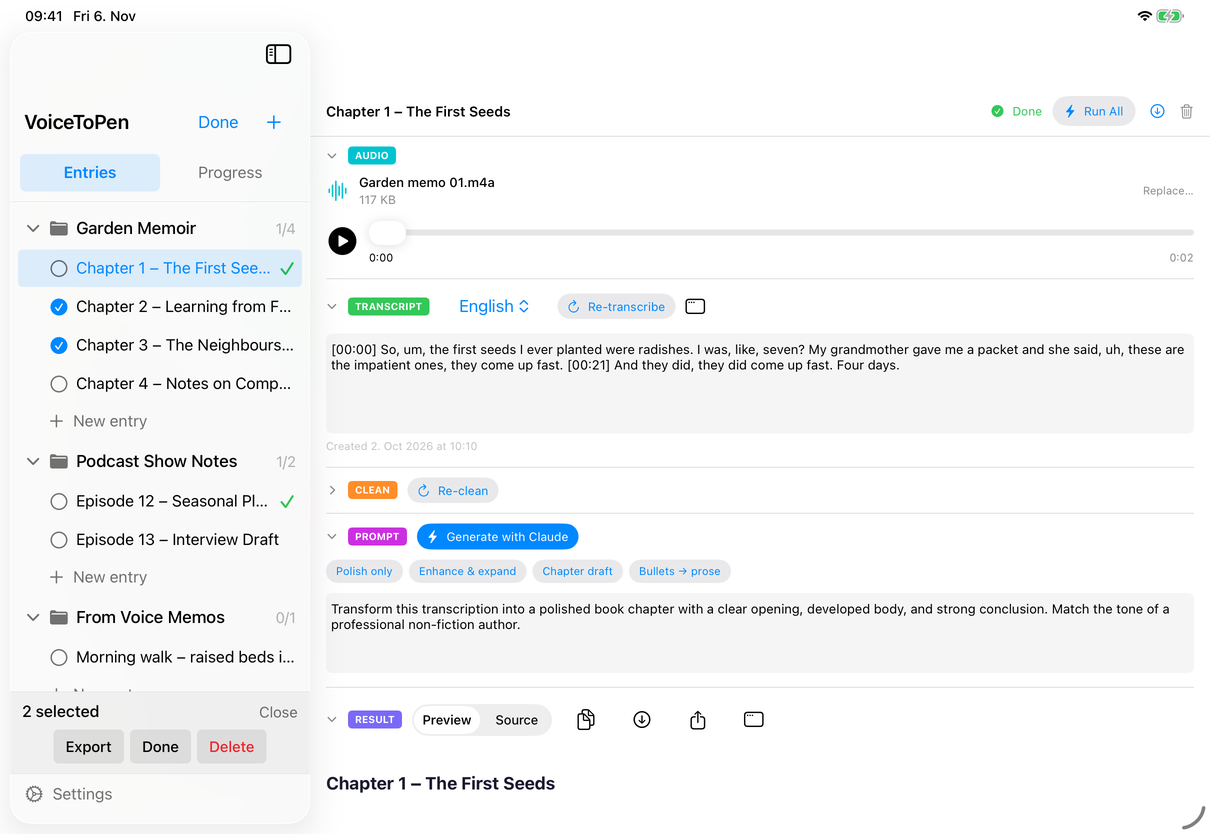 09:41 Fri 6. Nov
VoiceToPen
Done
Entries
Progress
Garden Memoir
1/4
Chapter 1 – The First See...
Chapter 2 – Learning from F...
Chapter 3 – The Neighbours...
Chapter 4 – Notes on Comp...
New entry
Podcast Show Notes
1/2
Episode 12 – Seasonal Pl...
Episode 13 – Interview Draft
New entry
From Voice Memos
0/1
Morning walk – raised beds i...
2 selected
Close
Export
Done
Delete
Settings
Chapter 1 – The First Seeds
Done
Run All
AUDIO
Garden memo 01.m4a
117 KB
Replace...
0:00
0:02
TRANSCRIPT
English
Re-transcribe
[00:00] So, um, the first seeds I ever planted were radishes. I was, like, seven? My grandmother gave me a packet and she said, uh, these are
the impatient ones, they come up fast. [00:21] And they did, they did come up fast. Four days.
Created 2. Oct 2026 at 10:10
CLEAN
Re-clean
PROMPT
Generate with Claude
Polish only
Enhance & expand
Chapter draft
Bullets → prose
Transform this transcription into a polished book chapter with a clear opening, developed body, and strong conclusion. Match the tone of a
professional non-fiction author.
RESULT
Preview
Source
Chapter 1 – The First Seeds